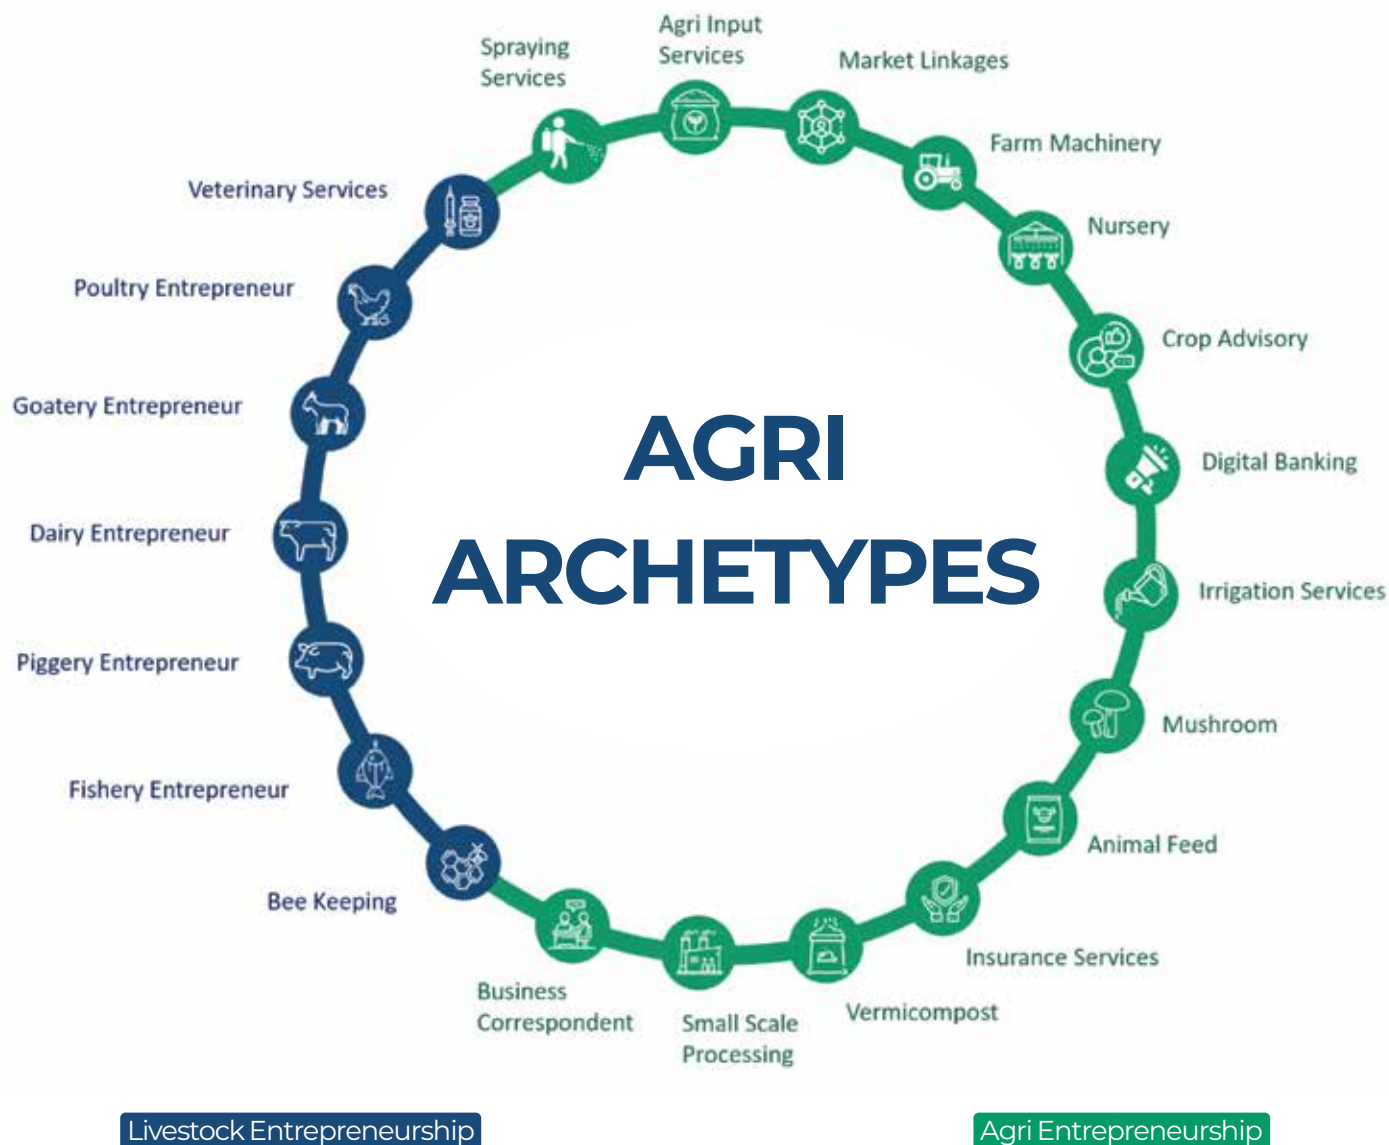 Agri Input
Services
Spraying
Services
Market Linkages
Farm Machinery
Veterinary Services
Nursery
Poultry Entrepreneur
Crop Advisory
Goatery Entrepreneur
AGRI
ARCHETYPES
Digital Banking
Dairy Entrepreneur
Irrigation Services
Piggery Entrepreneur
Mushroom
Fishery Entrepreneur
Animal Feed
Bee Keeping
Insurance Services
Business
Correspondent
Small Scale
Processing
Vermicompost
Livestock Entrepreneurship
Agri Entrepreneurship